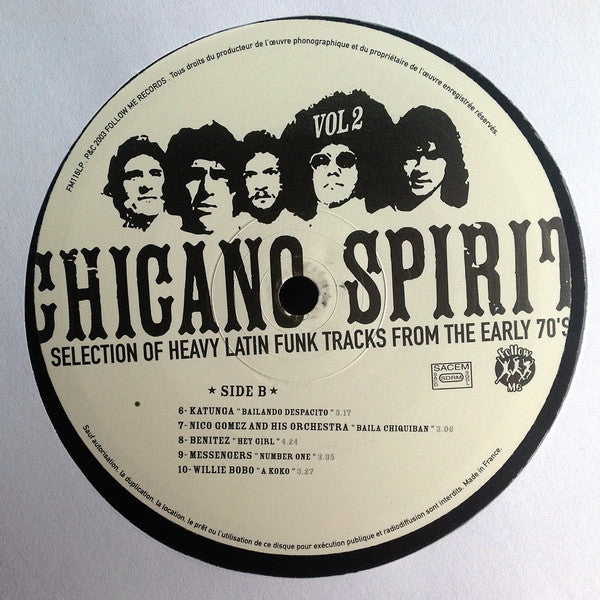 FM11BLP . P&C 2003 FOLLOW ME RECORDS . Tous droits du producteur de l'œuvre phonographique et du propriétaire de l'œuvre enregistrée réservés.
VOL 2
CHICANO SPIRIT
SELECTION OF HEAVY LATIN FUNK TRACKS FROM THE EARLY 70'S
★ SIDE B ★
6- KATUNGA "BAILANDO DESPACITO" 3.17
7- NICO GOMEZ AND HIS ORCHESTRA "BAILA CHIQUIBAN" 3.06
8- BENITEZ "HEY GIRL" 4.24
9- MESSENGERS "NUMBER ONE" 3.35
10- WILLIE BOBO "A KOKO" 3.27
SACEM
SDRM
Follow
Me
Sauf autorisation, la duplication, la location, le prêt ou l'utilisation de ce disque pour exécution publique et radiodiffusion sont interdits. Made in France.